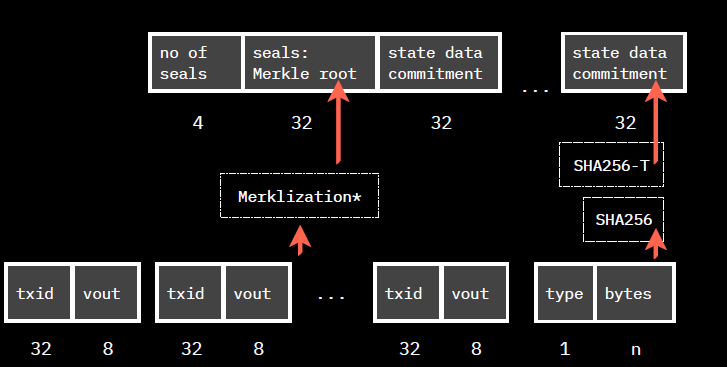 no of seals
seals: Merkle root
state data commitment
...
state data commitment
4
32
32
32
SHA256-T
Merklization*
SHA256
txid
vout
txid
vout
...
txid
vout
type
bytes
32
8
32
8
32
8
1
n